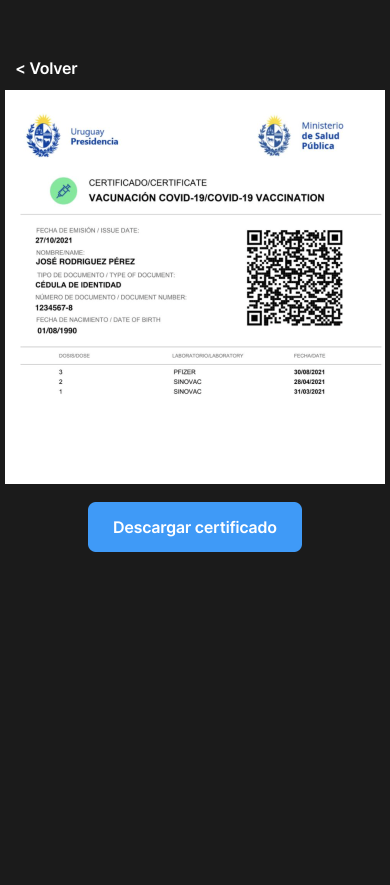 < Volver
Uruguay
Presidencia
Ministerio
de Salud
Pública
CERTIFICADO/CERTIFICATE
VACUNACIÓN COVID-19/COVID-19 VACCINATION
FECHA DE EMISIÓN / ISSUE DATE:
27/10/2021
NOMBRE/NAME:
JOSÉ RODRIGUEZ PÉREZ
TIPO DE DOCUMENTO / TYPE OF DOCUMENT:
CÉDULA DE IDENTIDAD
NÚMERO DE DOCUMENTO / DOCUMENT NUMBER:
1234567-8
FECHA DE NACIMIENTO / DATE OF BIRTH
01/08/1990
DOSIS/DOSE LABORATORIO/LABORATORY FECHA/DATE
3 PFIZER 30/08/2021
2 SINOVAC 28/04/2021
1 SINOVAC 31/03/2021
Descargar certificado